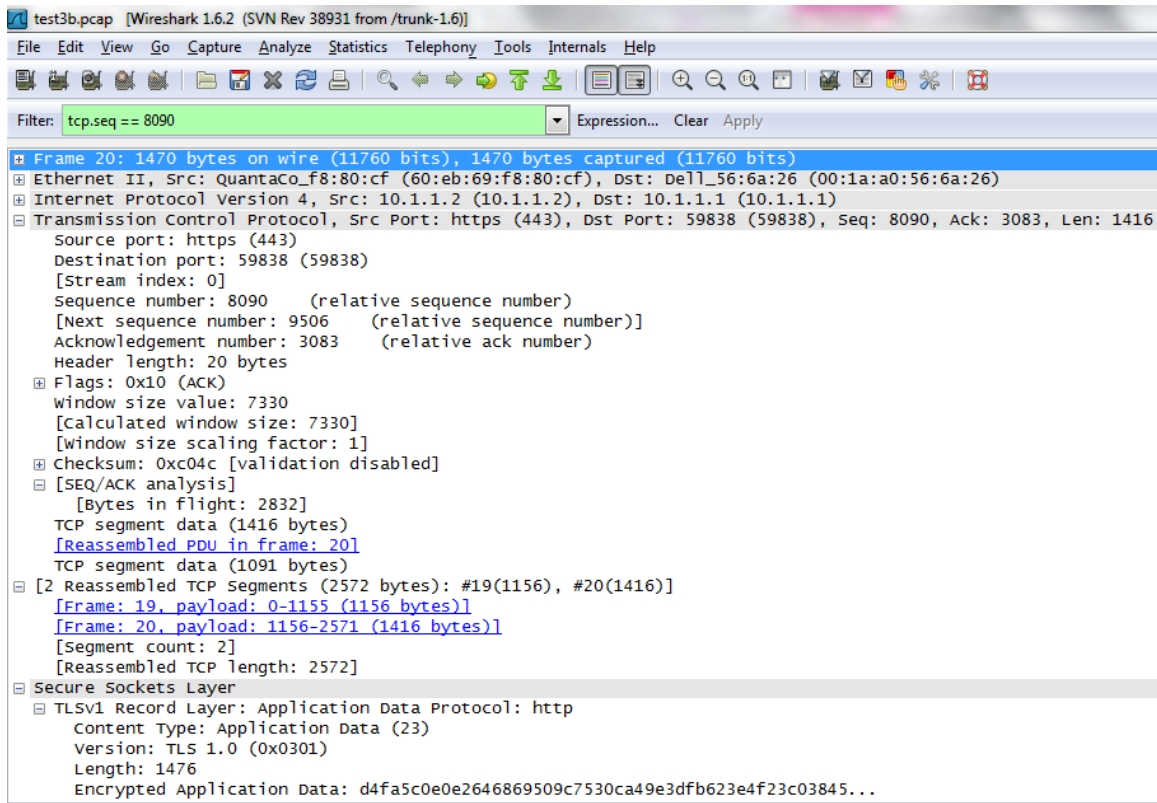 test3b.pcap [Wireshark 1.6.2 (SVN Rev 38931 from /trunk-1.6)]
File Edit View Go Capture Analyze Statistics Telephony Tools Internals Help
Filter: tcp.seq == 8090 Expression... Clear Apply
Frame 20: 1470 bytes on wire (11760 bits), 1470 bytes captured (11760 bits)
Ethernet II, Src: QuantaCo_f8:80:cf (60:eb:69:f8:80:cf), Dst: Dell_56:6a:26 (00:1a:a0:56:6a:26)
Internet Protocol Version 4, Src: 10.1.1.2 (10.1.1.2), Dst: 10.1.1.1 (10.1.1.1)
Transmission Control Protocol, Src Port: https (443), Dst Port: 59838 (59838), Seq: 8090, Ack: 3083, Len: 1416
Source port: https (443)
Destination port: 59838 (59838)
[Stream index: 0]
Sequence number: 8090 (relative sequence number)
[Next sequence number: 9506 (relative sequence number)]
Acknowledgement number: 3083 (relative ack number)
Header length: 20 bytes
Flags: 0x10 (ACK)
Window size value: 7330
[Calculated window size: 7330]
[Window size scaling factor: 1]
Checksum: 0xc04c [validation disabled]
[SEQ/ACK analysis]
[Bytes in flight: 2832]
TCP segment data (1416 bytes)
[Reassembled PDU in frame: 20]
TCP segment data (1091 bytes)
[2 Reassembled TCP Segments (2572 bytes): #19(1156), #20(1416)]
[Frame: 19, payload: 0-1155 (1156 bytes)]
[Frame: 20, payload: 1156-2571 (1416 bytes)]
[Segment count: 2]
[Reassembled TCP length: 2572]
Secure Sockets Layer
TLSv1 Record Layer: Application Data Protocol: http
Content Type: Application Data (23)
Version: TLS 1.0 (0x0301)
Length: 1476
Encrypted Application Data: d4fa5c0e0e2646869509c7530ca49e3dfb623e4f23c03845...